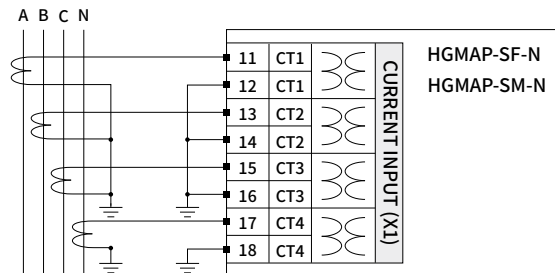 A B C N
11 CT1
12 CT1
13 CT2
14 CT2
15 CT3
16 CT3
17 CT4
18 CT4
CURRENT INPUT (X1)
HGMAP-SF-N
HGMAP-SM-N